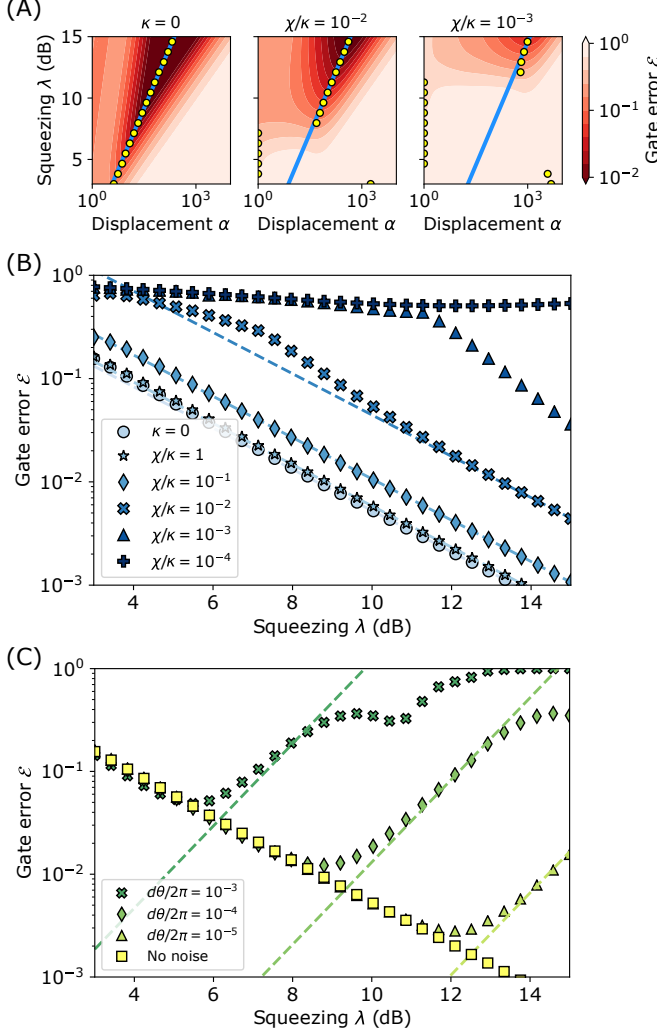 (A)
κ = 0
χ/κ = 10⁻²
χ/κ = 10⁻³
Squeezing λ (dB)
15
10
5
10⁰
10³
10⁰
10³
10⁰
10³
Displacement α
Displacement α
Displacement α
10⁰
10⁻¹
10⁻²
Gate error ℰ
(B)
10⁰
10⁻¹
10⁻²
10⁻³
Gate error ℰ
κ = 0
χ/κ = 1
χ/κ = 10⁻¹
χ/κ = 10⁻²
χ/κ = 10⁻³
χ/κ = 10⁻⁴
4
6
8
10
12
14
Squeezing λ (dB)
(C)
10⁰
10⁻¹
10⁻²
10⁻³
Gate error ℰ
dθ/2π = 10⁻³
dθ/2π = 10⁻⁴
dθ/2π = 10⁻⁵
No noise
4
6
8
10
12
14
Squeezing λ (dB)